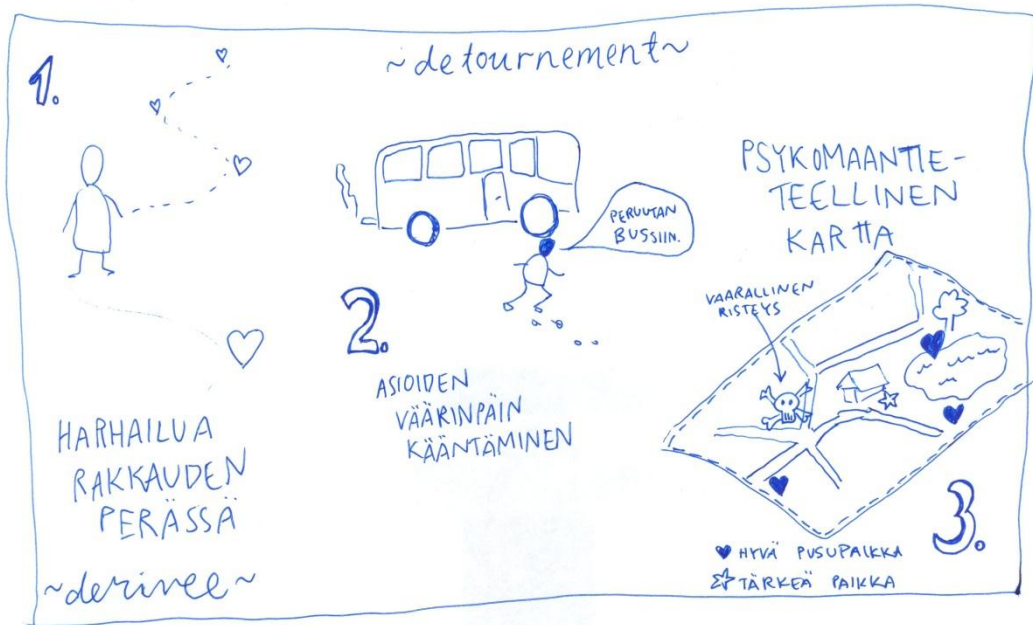 1.
HARHAILUA
RAKKAUDEN
PERÄSSÄ
~derivee~
~detournement~
PERUUTAN
BUSSIIN.
2.
ASIOIDEN
VÄÄRINPÄIN
KÄÄNTÄMINEN
PSYKOMAANTIE-
TEELLINEN
KARTTA
VAARALLINEN
RISTEYS
3.
HYVÄ PUSUPAIKKA
TÄRKEÄ PAIKKA